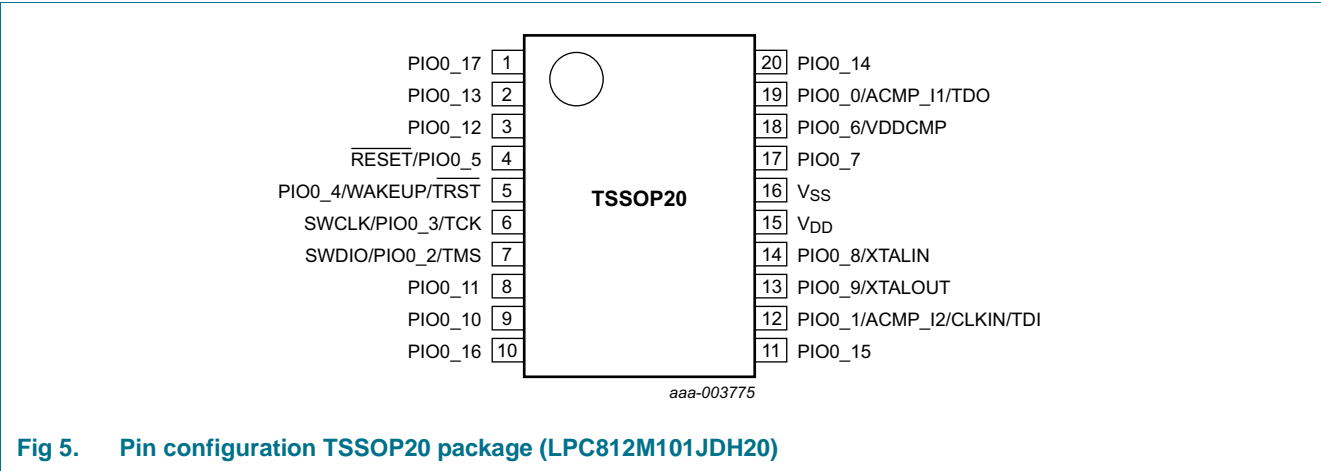 PIO0_17 1
PIO0_13 2
PIO0_12 3
RESET/PIO0_5 4
PIO0_4/WAKEUP/TRST 5
SWCLK/PIO0_3/TCK 6
SWDIO/PIO0_2/TMS 7
PIO0_11 8
PIO0_10 9
PIO0_16 10
TSSOP20
20 PIO0_14
19 PIO0_0/ACMP_I1/TDO
18 PIO0_6/VDDCMP
17 PIO0_7
16 VSS
15 VDD
14 PIO0_8/XTALIN
13 PIO0_9/XTALOUT
12 PIO0_1/ACMP_I2/CLKIN/TDI
11 PIO0_15
aaa-003775
Fig 5. Pin configuration TSSOP20 package (LPC812M101JDH20)